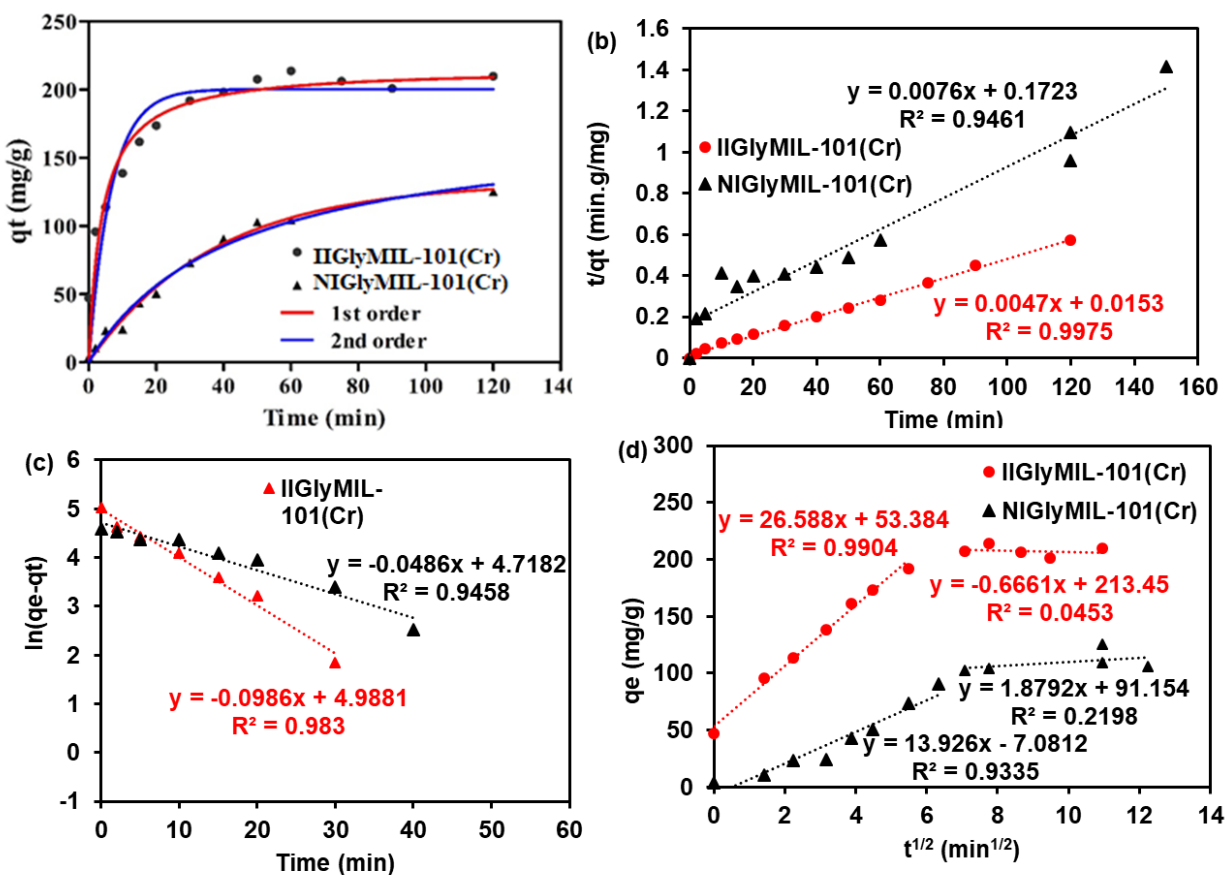 250
200
150
100
50
0
qt (mg/g)
IIGlyMIL-101(Cr)
NIGlyMIL-101(Cr)
1st order
2nd order
0 20 40 60 80 100 120 140
Time (min)
(b)
1.6
1.4
1.2
1
0.8
0.6
0.4
0.2
0
t/qt (min.g/mg)
y = 0.0076x + 0.1723
R² = 0.9461
IIGlyMIL-101(Cr)
NIGlyMIL-101(Cr)
y = 0.0047x + 0.0153
R² = 0.9975
0 20 40 60 80 100 120 140 160
Time (min)
(c)
6
5
4
3
2
1
0
-1
ln(qe-qt)
IIGlyMIL-
101(Cr)
y = -0.0486x + 4.7182
R² = 0.9458
y = -0.0986x + 4.9881
R² = 0.983
0 10 20 30 40 50 60
Time (min)
(d)
300
250
200
150
100
50
0
qe (mg/g)
IIGlyMIL-101(Cr)
NIGlyMIL-101(Cr)
y = 26.588x + 53.384
R² = 0.9904
y = -0.6661x + 213.45
R² = 0.0453
y = 1.8792x + 91.154
R² = 0.2198
y = 13.926x - 7.0812
R² = 0.9335
0 2 4 6 8 10 12 14
t1/2 (min1/2)